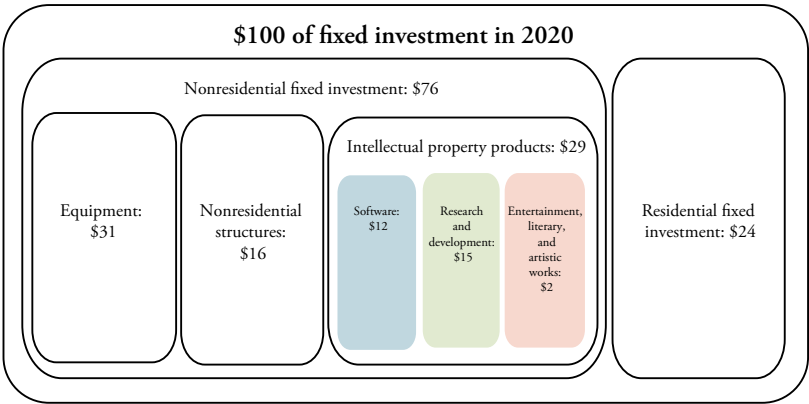 $100 of fixed investment in 2020
Nonresidential fixed investment: $76
Equipment:
$31
Nonresidential
structures:
$16
Intellectual property products: $29
Software:
$12
Research
and
development:
$15
Entertainment,
literary,
and
artistic
works:
$2
Residential fixed
investment: $24